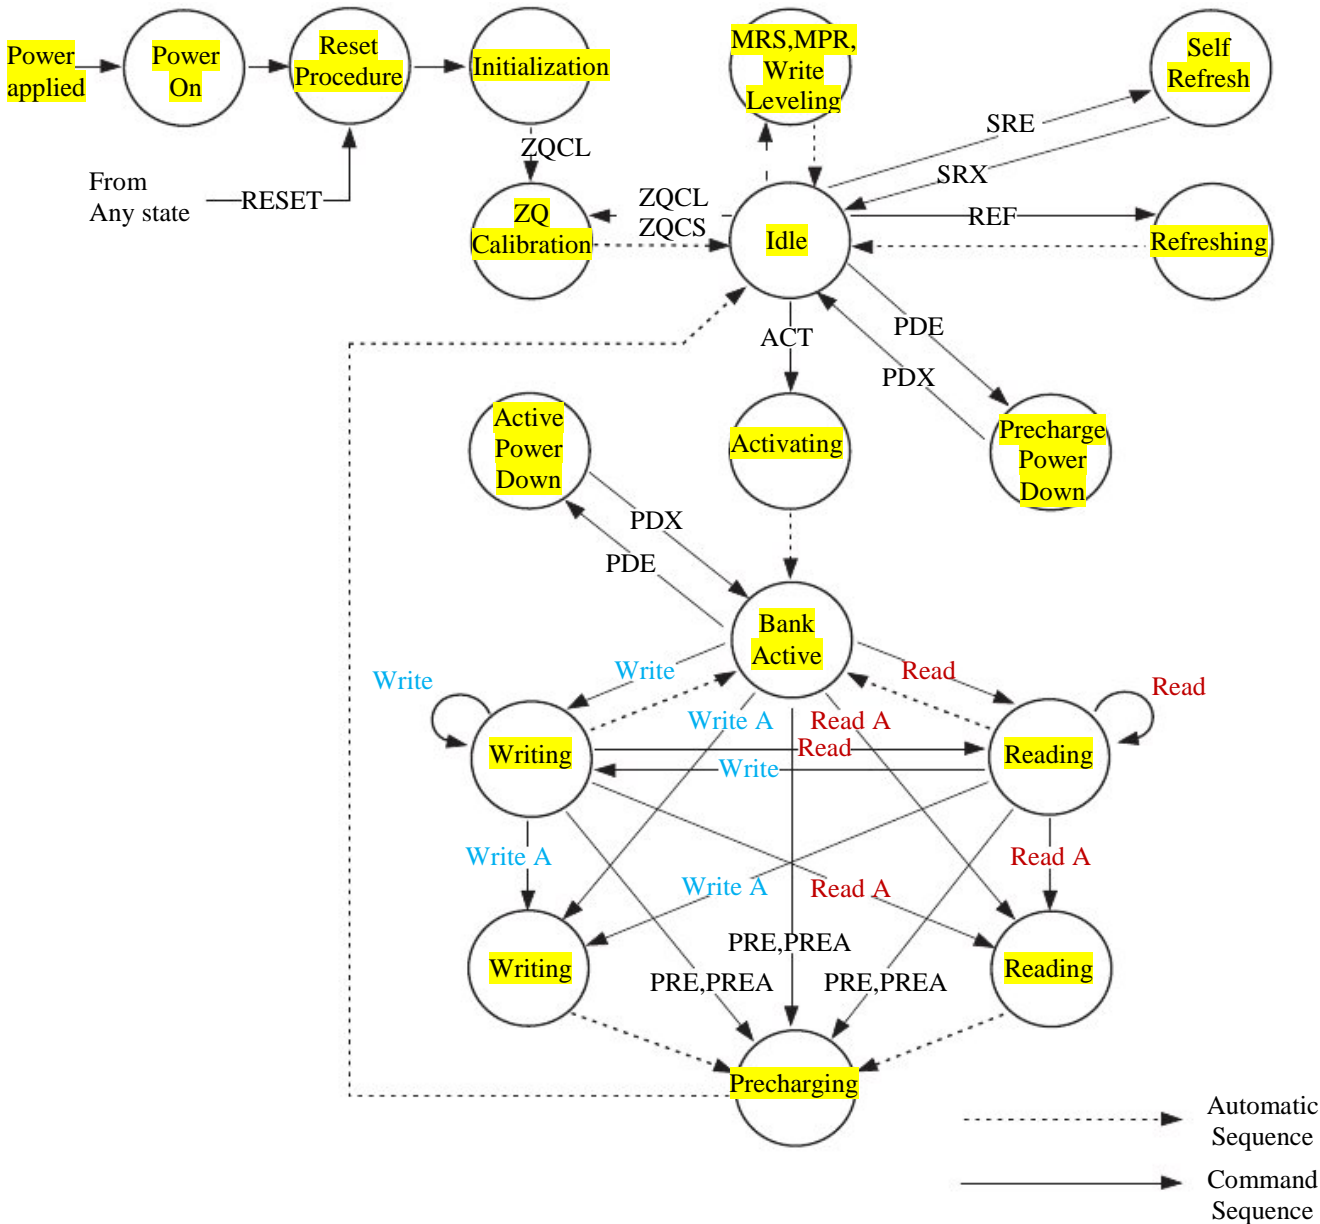 Power
applied
Power
On
Reset
Procedure
Initialization
MRS,MPR,
Write
Leveling
Self
Refresh
ZQCL
SRE
SRX
From
Any state
RESET
ZQ
Calibration
ZQCL
ZQCS
Idle
REF
Refreshing
ACT
PDE
PDX
Active
Power
Down
Activating
Precharge
Power
Down
PDX
PDE
Bank
Active
Write
Write
Read
Read
Write A
Read A
Writing
Read
Write
Reading
Write A
Read A
Write A
Read A
Writing
PRE,PREA
Reading
PRE,PREA
PRE,PREA
Precharging
Automatic
Sequence
Command
Sequence